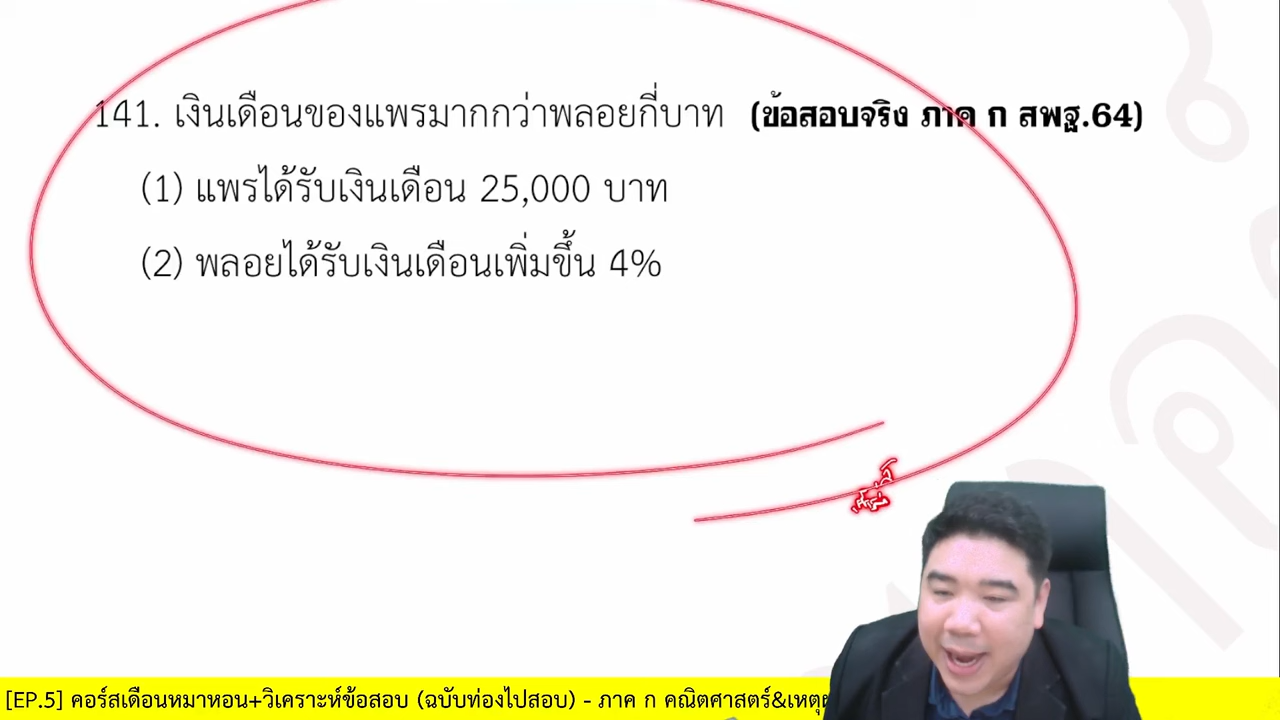 141. เงินเดือนของแพรมากกว่าพลอยกี่บาท (ข้อสอบจริง ภาค ก สพฐ.64)
(1) แพรได้รับเงินเดือน 25,000 บาท
(2) พลอยได้รับเงินเดือนเพิ่มขึ้น 4%
[EP.5] คอร์สเดือนหมาหอน+วิเคราะห์ข้อสอบ (ฉบับท่องไปสอบ) - ภาค ก คณิตศาสตร์&